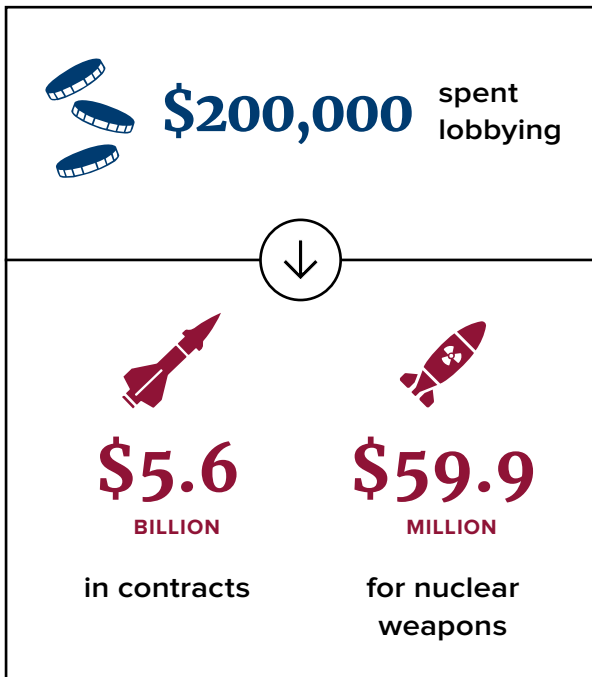 $200,000
spent
lobbying
$5.6
BILLION
in contracts
$59.9
MILLION
for nuclear
weapons